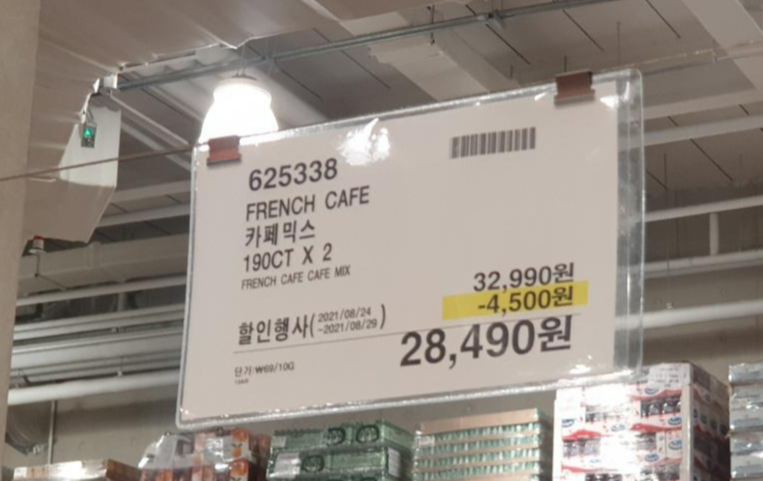 625338
FRENCH CAFE
카페믹스
190CT X 2
FRENCH CAFE CAFE MIX
32,990원
-4,500원
할인행사(2021/08/24
-2021/08/29)
28,490원
단가:₩69/10G